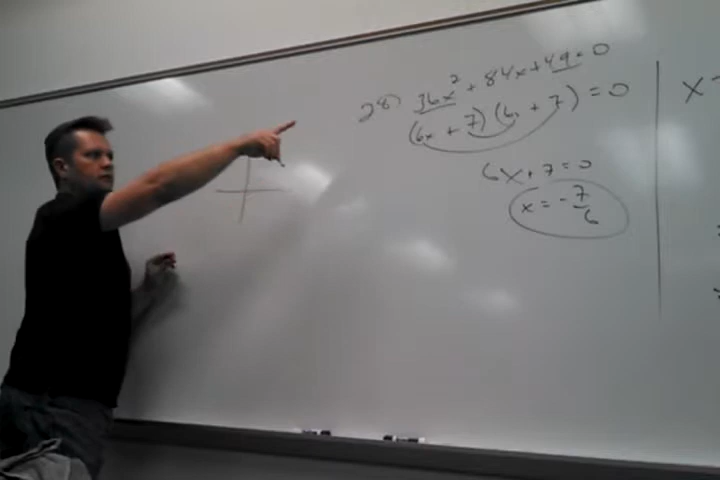 28) 36x² + 84x + 49 = 0
(6x + 7)(6x + 7) = 0
6x + 7 = 0
x = -7/6
x -